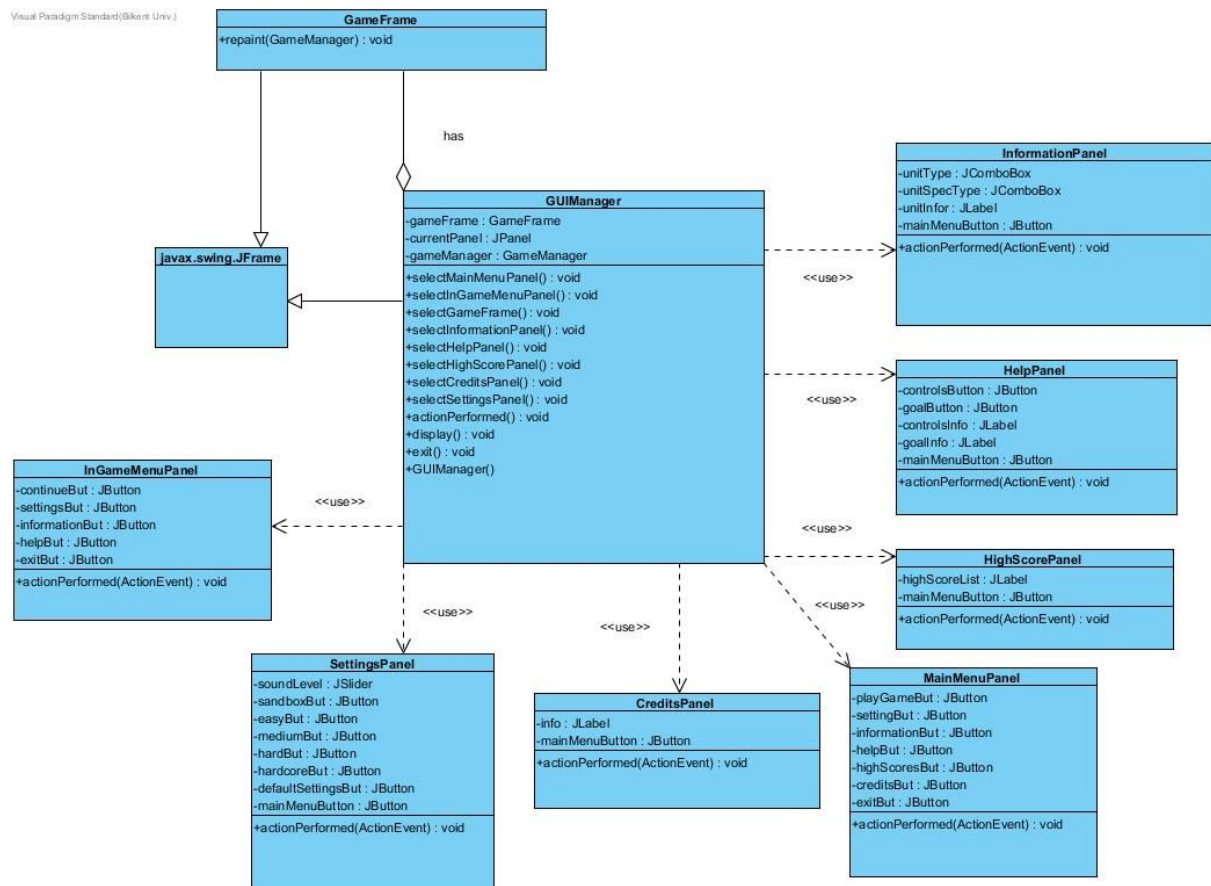 Visual Paradigm Standard(Bilkent Univ.)
GameFrame
+repaint(GameManager) : void
has
InformationPanel
-unitType : JComboBox
-unitSpecType : JComboBox
-unitInfor : JLabel
-mainMenuButton : JButton
+actionPerformed(ActionEvent) : void
<<use>>
GUIManager
-gameFrame : GameFrame
-currentPanel : JPanel
-gameManager : GameManager
+selectMainMenuPanel() : void
+selectInGameMenuPanel() : void
+selectGameFrame() : void
+selectInformationPanel() : void
+selectHelpPanel() : void
+selectHighScorePanel() : void
+selectCreditsPanel() : void
+selectSettingsPanel() : void
+actionPerformed() : void
+display() : void
+exit() : void
+GUIManager()
javax.swing.JFrame
HelpPanel
-controlsButton : JButton
-goalButton : JButton
-controlsInfo : JLabel
-goalInfo : JLabel
-mainMenuButton : JButton
+actionPerformed(ActionEvent) : void
<<use>>
InGameMenuPanel
-continueBut : JButton
-settingsBut : JButton
-informationBut : JButton
-helpBut : JButton
-exitBut : JButton
+actionPerformed(ActionEvent) : void
<<use>>
<<use>>
HighScorePanel
-highScoreList : JLabel
-mainMenuButton : JButton
+actionPerformed(ActionEvent) : void
<<use>>
<<use>>
<<use>>
SettingsPanel
-soundLevel : JSlider
-sandboxBut : JButton
-easyBut : JButton
-mediumBut : JButton
-hardBut : JButton
-hardcoreBut : JButton
-defaultSettingsBut : JButton
-mainMenuButton : JButton
+actionPerformed(ActionEvent) : void
CreditsPanel
-info : JLabel
-mainMenuButton : JButton
+actionPerformed(ActionEvent) : void
MainMenuPanel
-playGameBut : JButton
-settingBut : JButton
-informationBut : JButton
-helpBut : JButton
-highScoresBut : JButton
-creditsBut : JButton
-exitBut : JButton
+actionPerformed(ActionEvent) : void